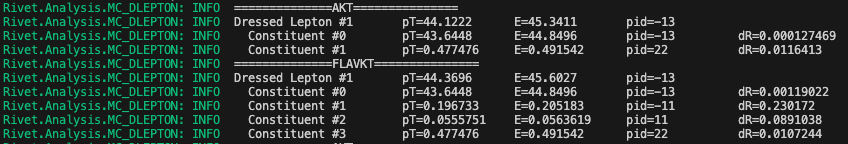 Rivet.Analysis.MC_DLEPTON: INFO  ==============AKT===============
Rivet.Analysis.MC_DLEPTON: INFO  Dressed Lepton #1       pT=44.1222      E=45.3411       pid=-13
Rivet.Analysis.MC_DLEPTON: INFO    Constituent #0        pT=43.6448      E=44.8496       pid=-13         dR=0.000127469
Rivet.Analysis.MC_DLEPTON: INFO    Constituent #1        pT=0.477476     E=0.491542      pid=22          dR=0.0116413
Rivet.Analysis.MC_DLEPTON: INFO  ==============FLAVKT===============
Rivet.Analysis.MC_DLEPTON: INFO  Dressed Lepton #1       pT=44.3696      E=45.6027       pid=-13
Rivet.Analysis.MC_DLEPTON: INFO    Constituent #0        pT=43.6448      E=44.8496       pid=-13         dR=0.00119022
Rivet.Analysis.MC_DLEPTON: INFO    Constituent #1        pT=0.196733     E=0.205183      pid=-11         dR=0.230172
Rivet.Analysis.MC_DLEPTON: INFO    Constituent #2        pT=0.0555751    E=0.0563619     pid=11          dR=0.0891038
Rivet.Analysis.MC_DLEPTON: INFO    Constituent #3        pT=0.477476     E=0.491542      pid=22          dR=0.0107244